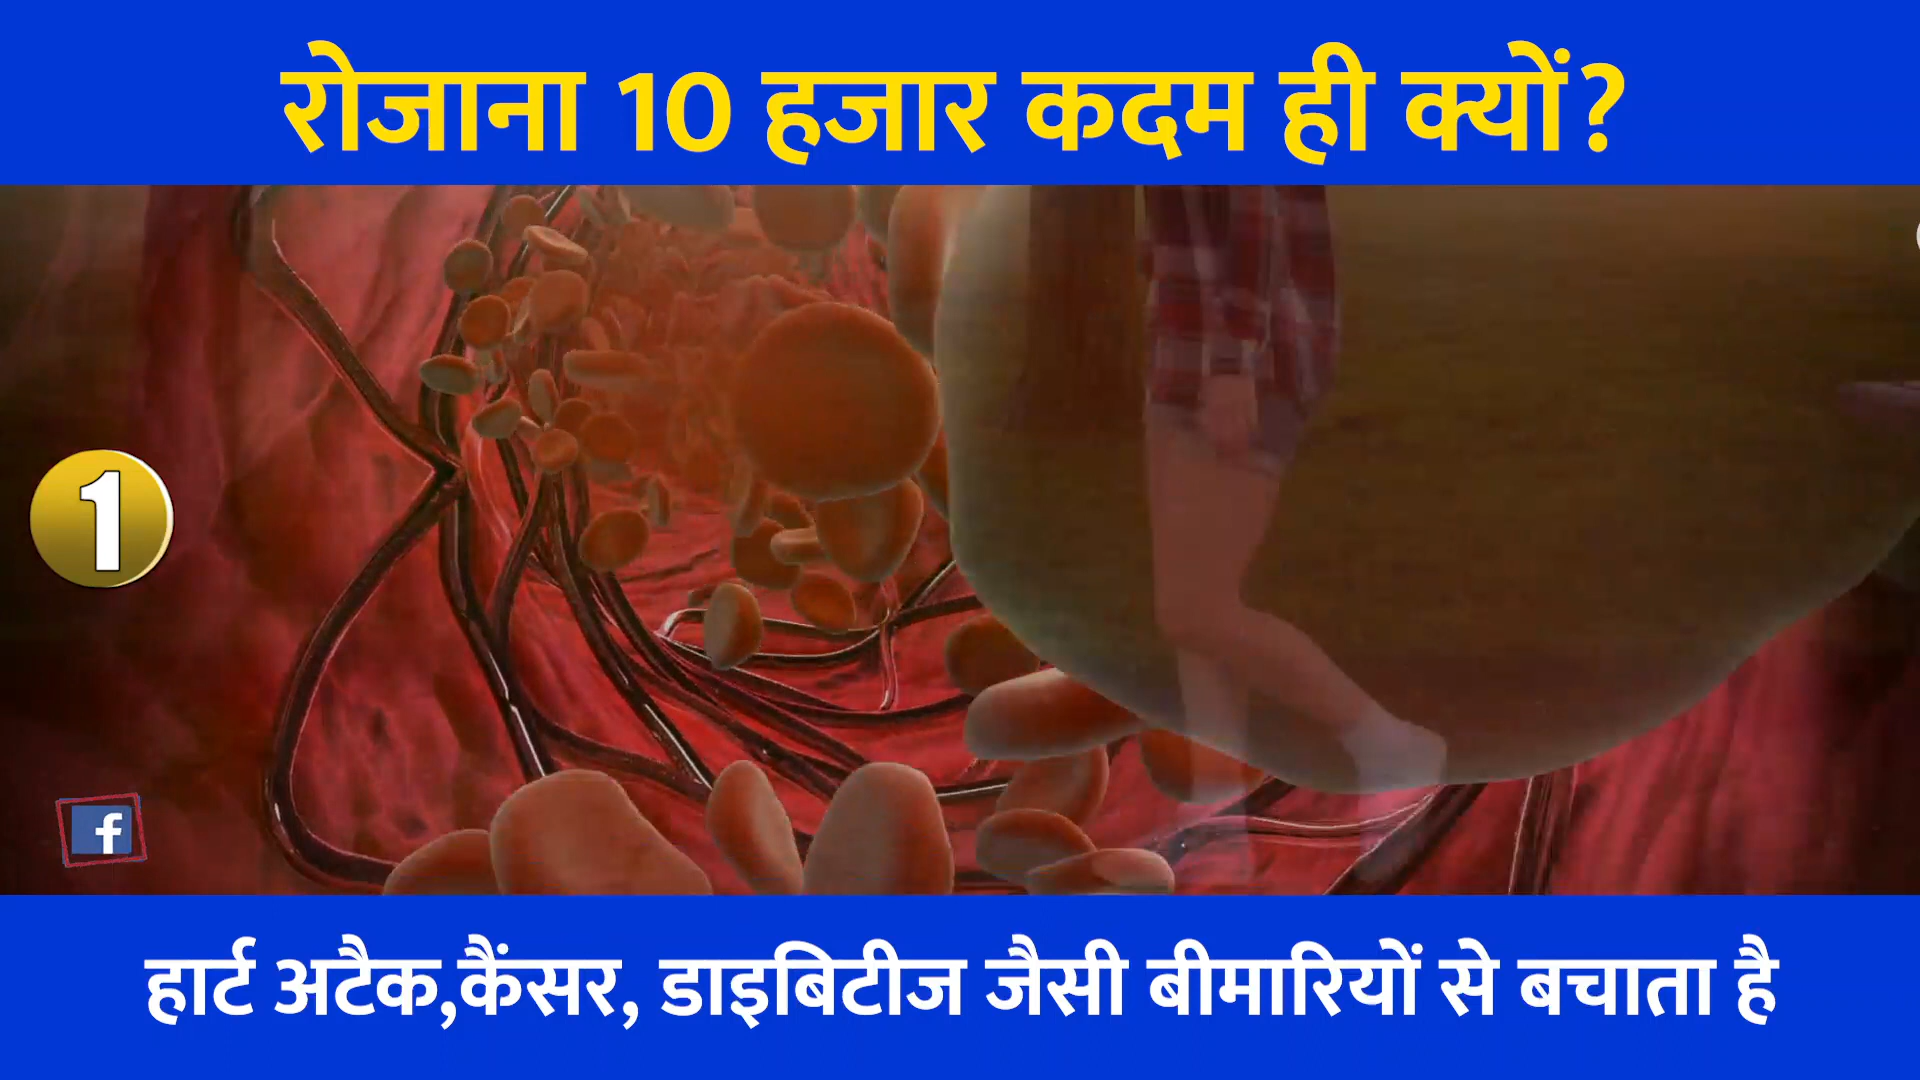 रोजाना 10 हजार कदम ही क्यों?
1
f
हार्ट अटैक,कैंसर, डाइबिटीज जैसी बीमारियों से बचाता है